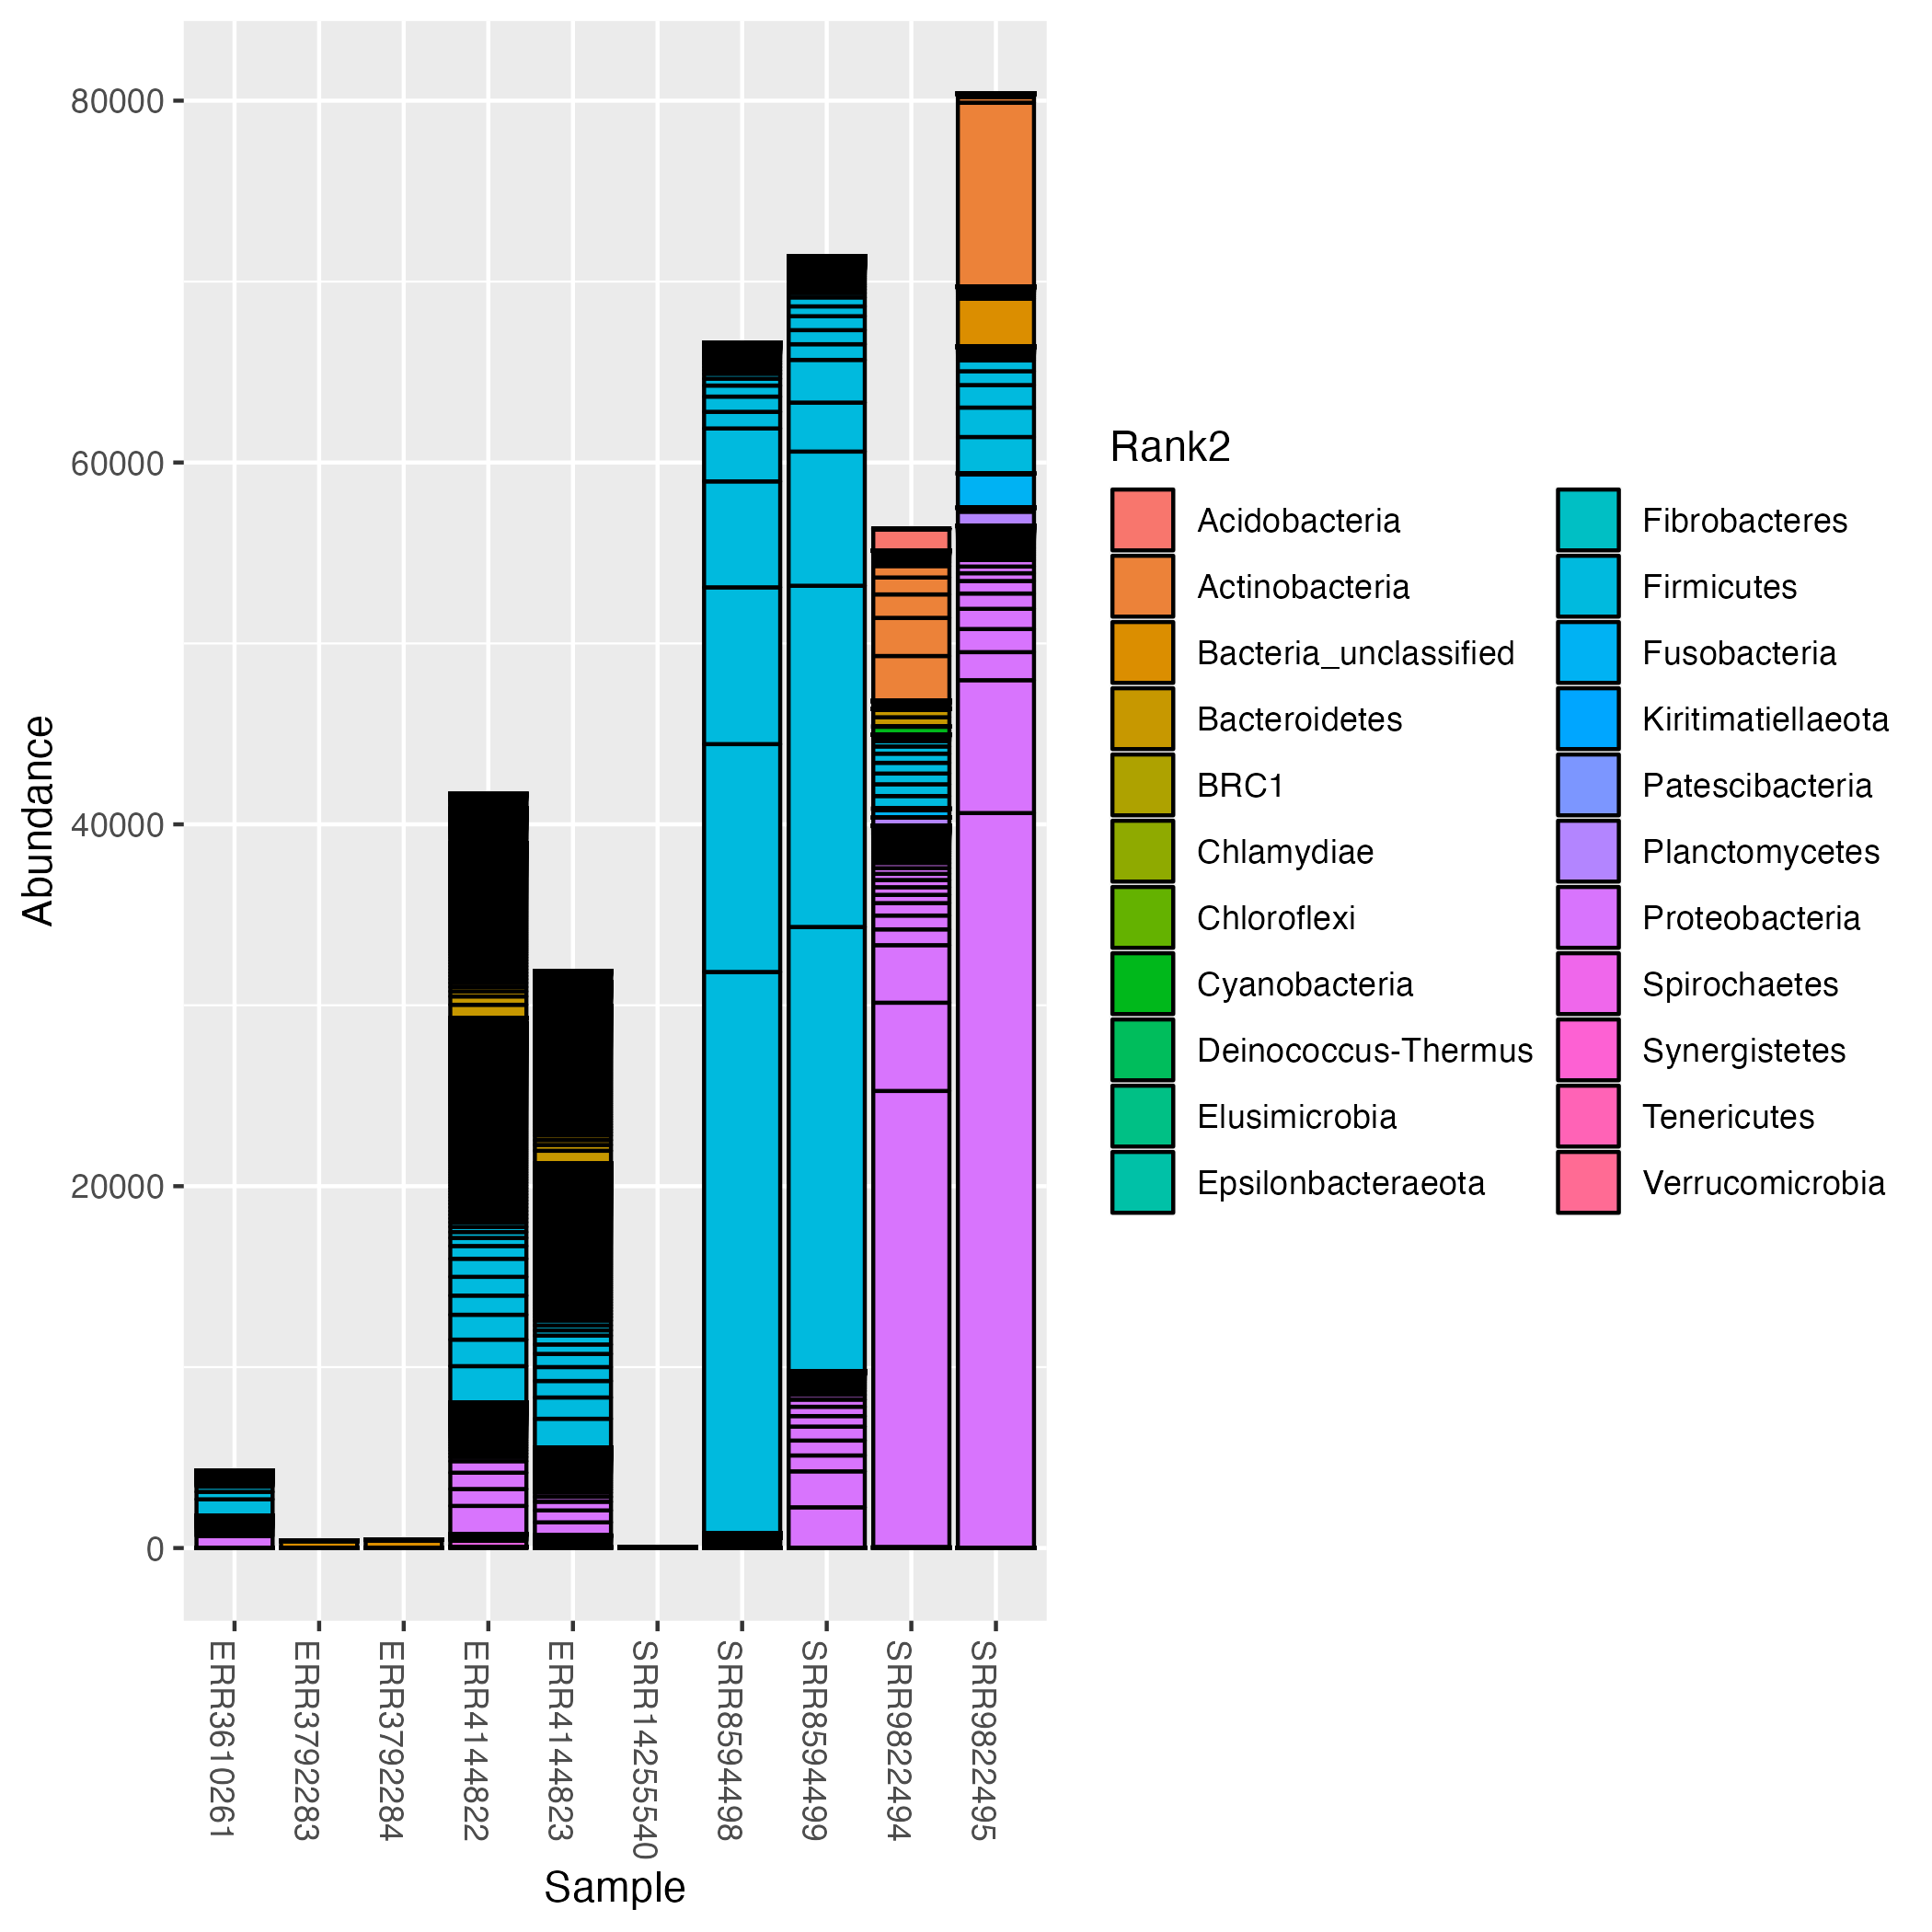 Abundance
80000
60000
40000
20000
0
ERR3610261
ERR3792283
ERR3792284
ERR4144822
ERR4144823
SRR14255540
SRR8594498
SRR8594499
SRR9822494
SRR9822495
Sample
Rank2
Acidobacteria
Actinobacteria
Bacteria_unclassified
Bacteroidetes
BRC1
Chlamydiae
Chloroflexi
Cyanobacteria
Deinococcus-Thermus
Elusimicrobia
Epsilonbacteraeota
Fibrobacteres
Firmicutes
Fusobacteria
Kiritimatiellaeota
Patescibacteria
Planctomycetes
Proteobacteria
Spirochaetes
Synergistetes
Tenericutes
Verrucomicrobia